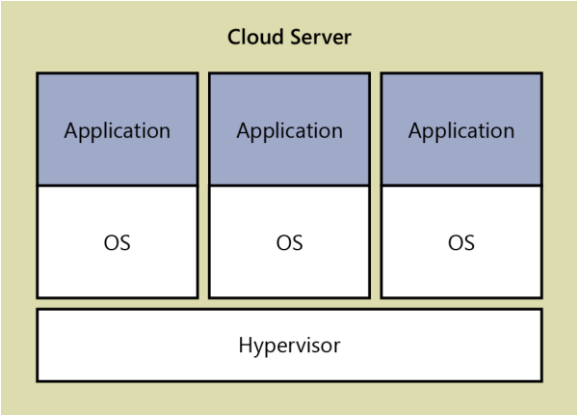 Cloud Server
Application Application Application
OS OS OS
Hypervisor